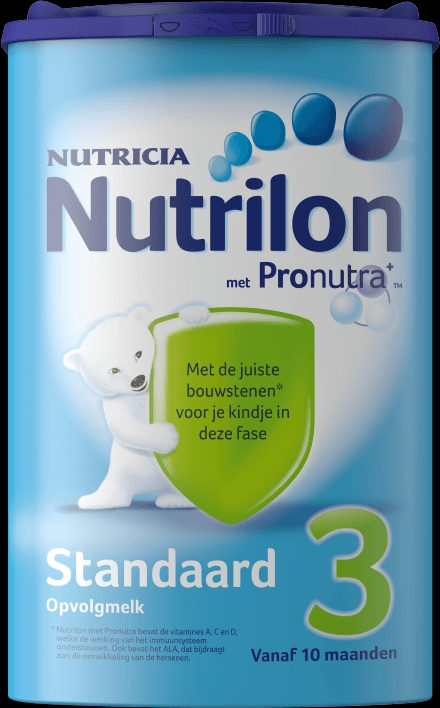 NUTRICIA
Nutrilon
met Pronutra+ ™
Met de juiste
bouwstenen*
voor je kindje in
deze fase
Standaard
3
Opvolgmelk
* Nutrilon met Pronutra bevat de vitamines A, C en D,
welke de werking van het immuunsysteem
ondersteunen. Ook bevat het ALA, dat bijdraagt
aan de ontwikkeling van de hersenen.
Vanaf 10 maanden